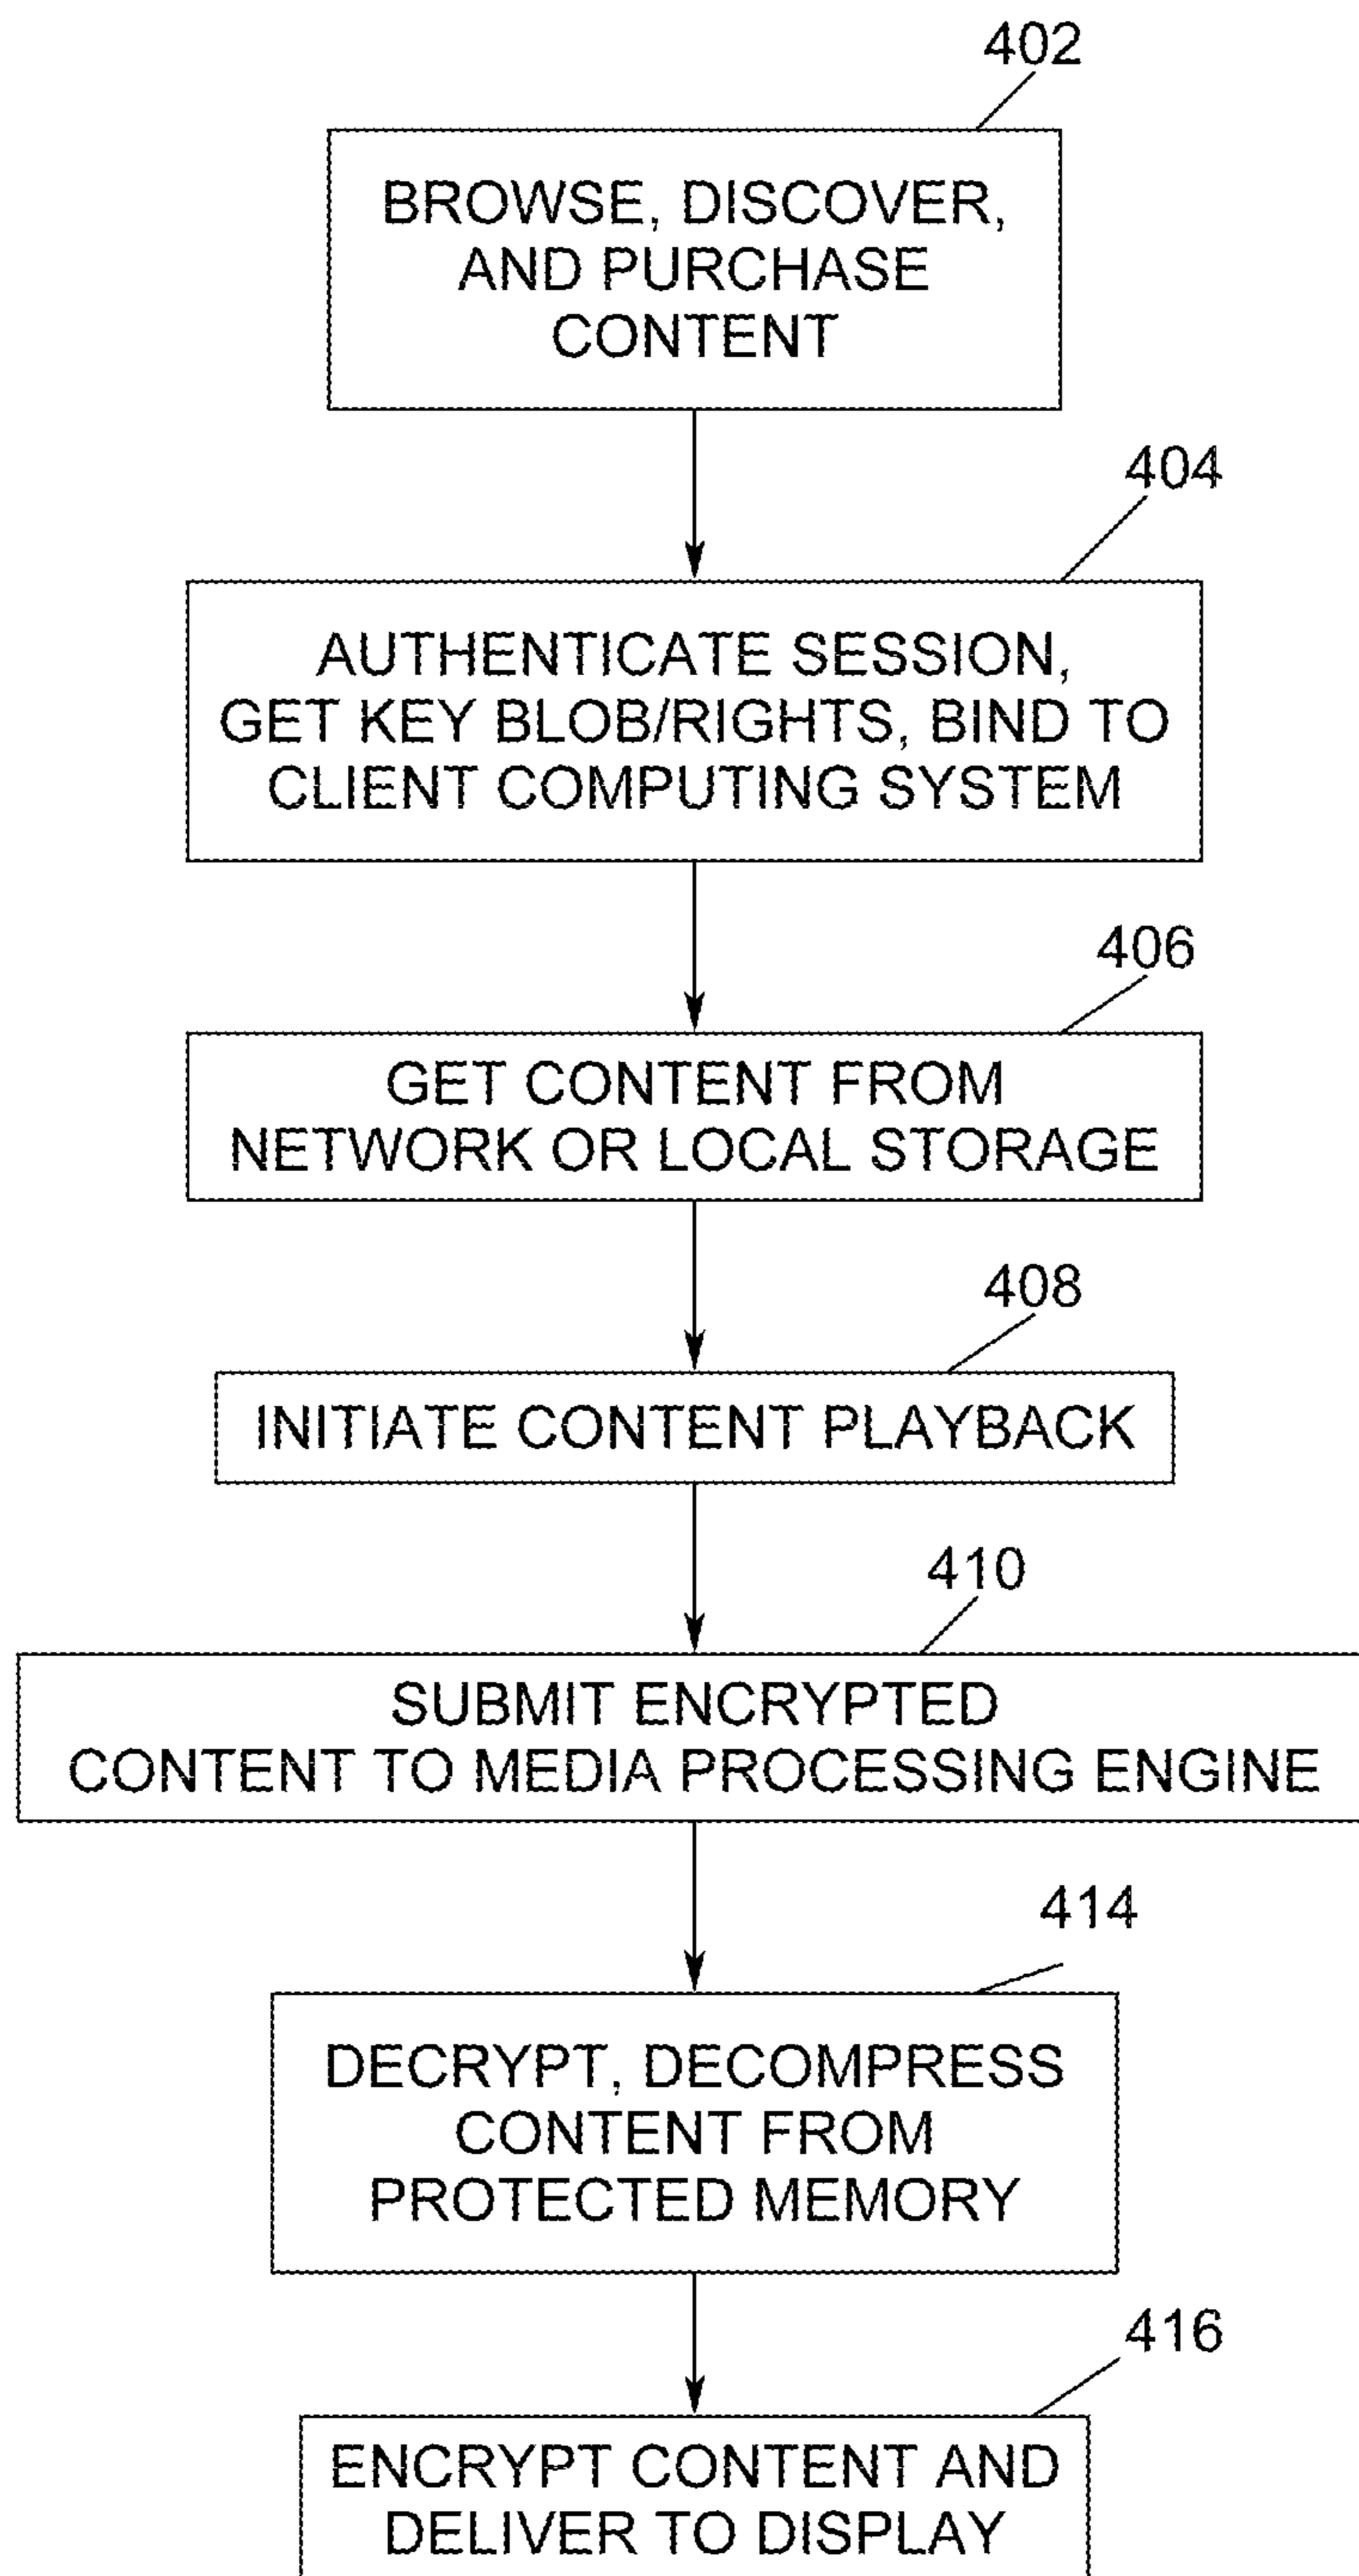 402
BROWSE, DISCOVER,
AND PURCHASE
CONTENT
404
AUTHENTICATE SESSION,
GET KEY BLOB/RIGHTS, BIND TO
CLIENT COMPUTING SYSTEM
406
GET CONTENT FROM
NETWORK OR LOCAL STORAGE
408
INITIATE CONTENT PLAYBACK
410
SUBMIT ENCRYPTED
CONTENT TO MEDIA PROCESSING ENGINE
414
DECRYPT, DECOMPRESS
CONTENT FROM
PROTECTED MEMORY
416
ENCRYPT CONTENT AND
DELIVER TO DISPLAY